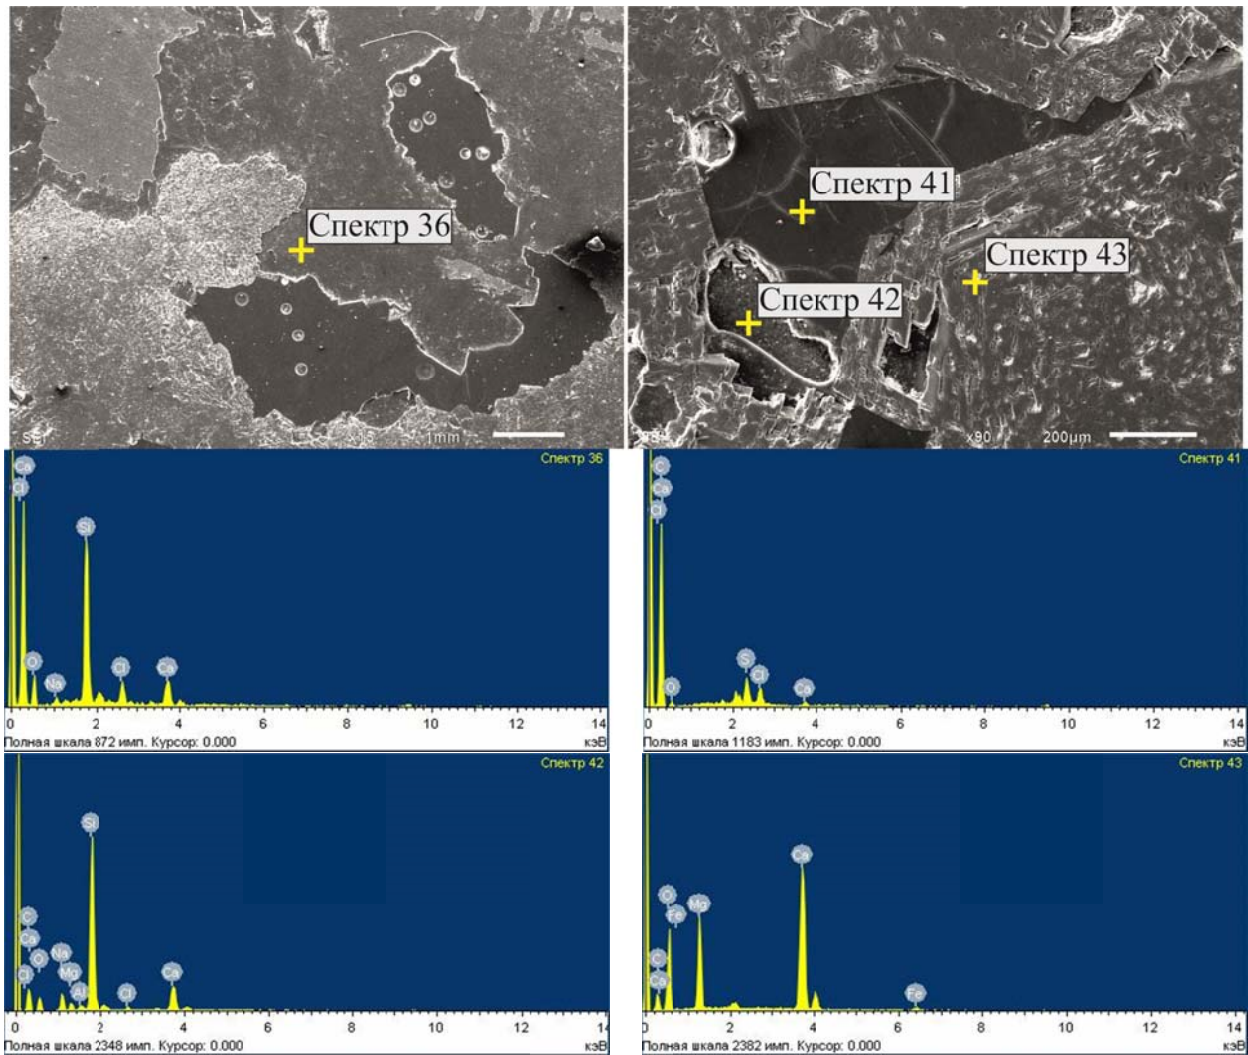 Спектр 36
1mm
Спектр 41
Спектр 43
Спектр 42
x90 200µm
Спектр 36
Ca
Cl
Si
O
Na
Cl
Ca
0 2 4 6 8 10 12 14
Полная шкала 872 имп. Курсор: 0.000 кэВ
Спектр 41
C
Ca
Cl
O
S
Cl
Ca
0 2 4 6 8 10 12 14
Полная шкала 1183 имп. Курсор: 0.000 кэВ
Спектр 42
Si
C
Ca
O
Cl
Na
Mg
Al
Cl
Ca
0 2 4 6 8 10 12 14
Полная шкала 2348 имп. Курсор: 0.000 кэВ
Спектр 43
Ca
O
Fe
Mg
C
Ca
Fe
0 2 4 6 8 10 12 14
Полная шкала 2382 имп. Курсор: 0.000 кэВ